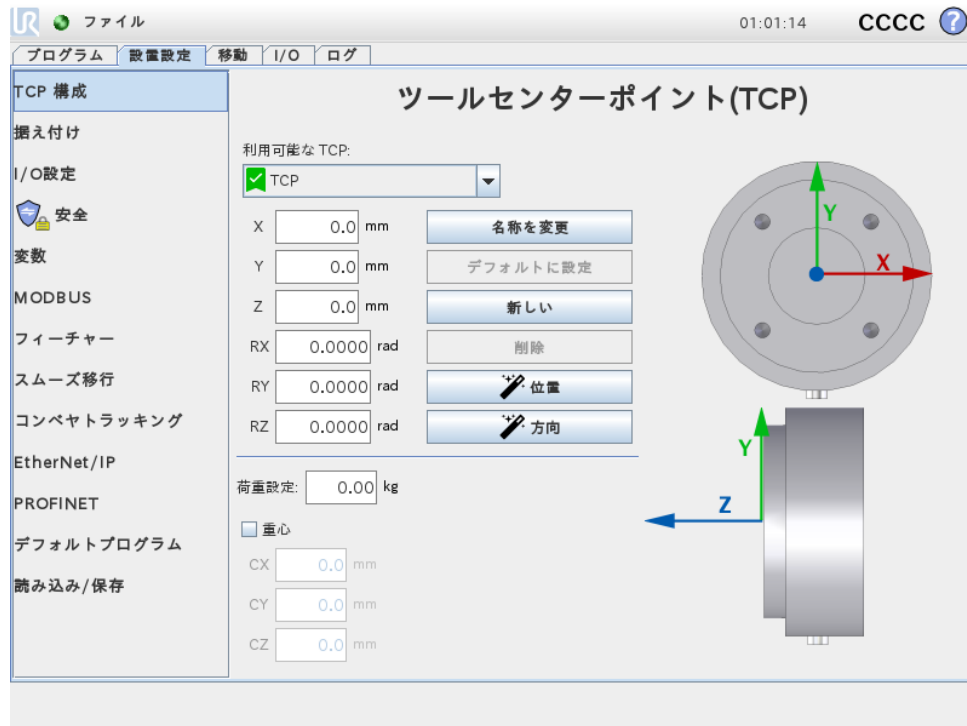 UR ファイル 01:01:14 CCCC ?
プログラム 設置設定 移動 I/O ログ
TCP 構成
据え付け
I/O設定
安全
変数
MODBUS
フィーチャー
スムーズ移行
コンベヤトラッキング
EtherNet/IP
PROFINET
デフォルトプログラム
読み込み/保存
ツールセンターポイント(TCP)
利用可能な TCP:
TCP
X 0.0 mm 名称を変更
Y 0.0 mm デフォルトに設定
Z 0.0 mm 新しい
RX 0.0000 rad 削除
RY 0.0000 rad 位置
RZ 0.0000 rad 方向
荷重設定: 0.00 kg
重心
CX 0.0 mm
CY 0.0 mm
CZ 0.0 mm
Y
X
Y
Z